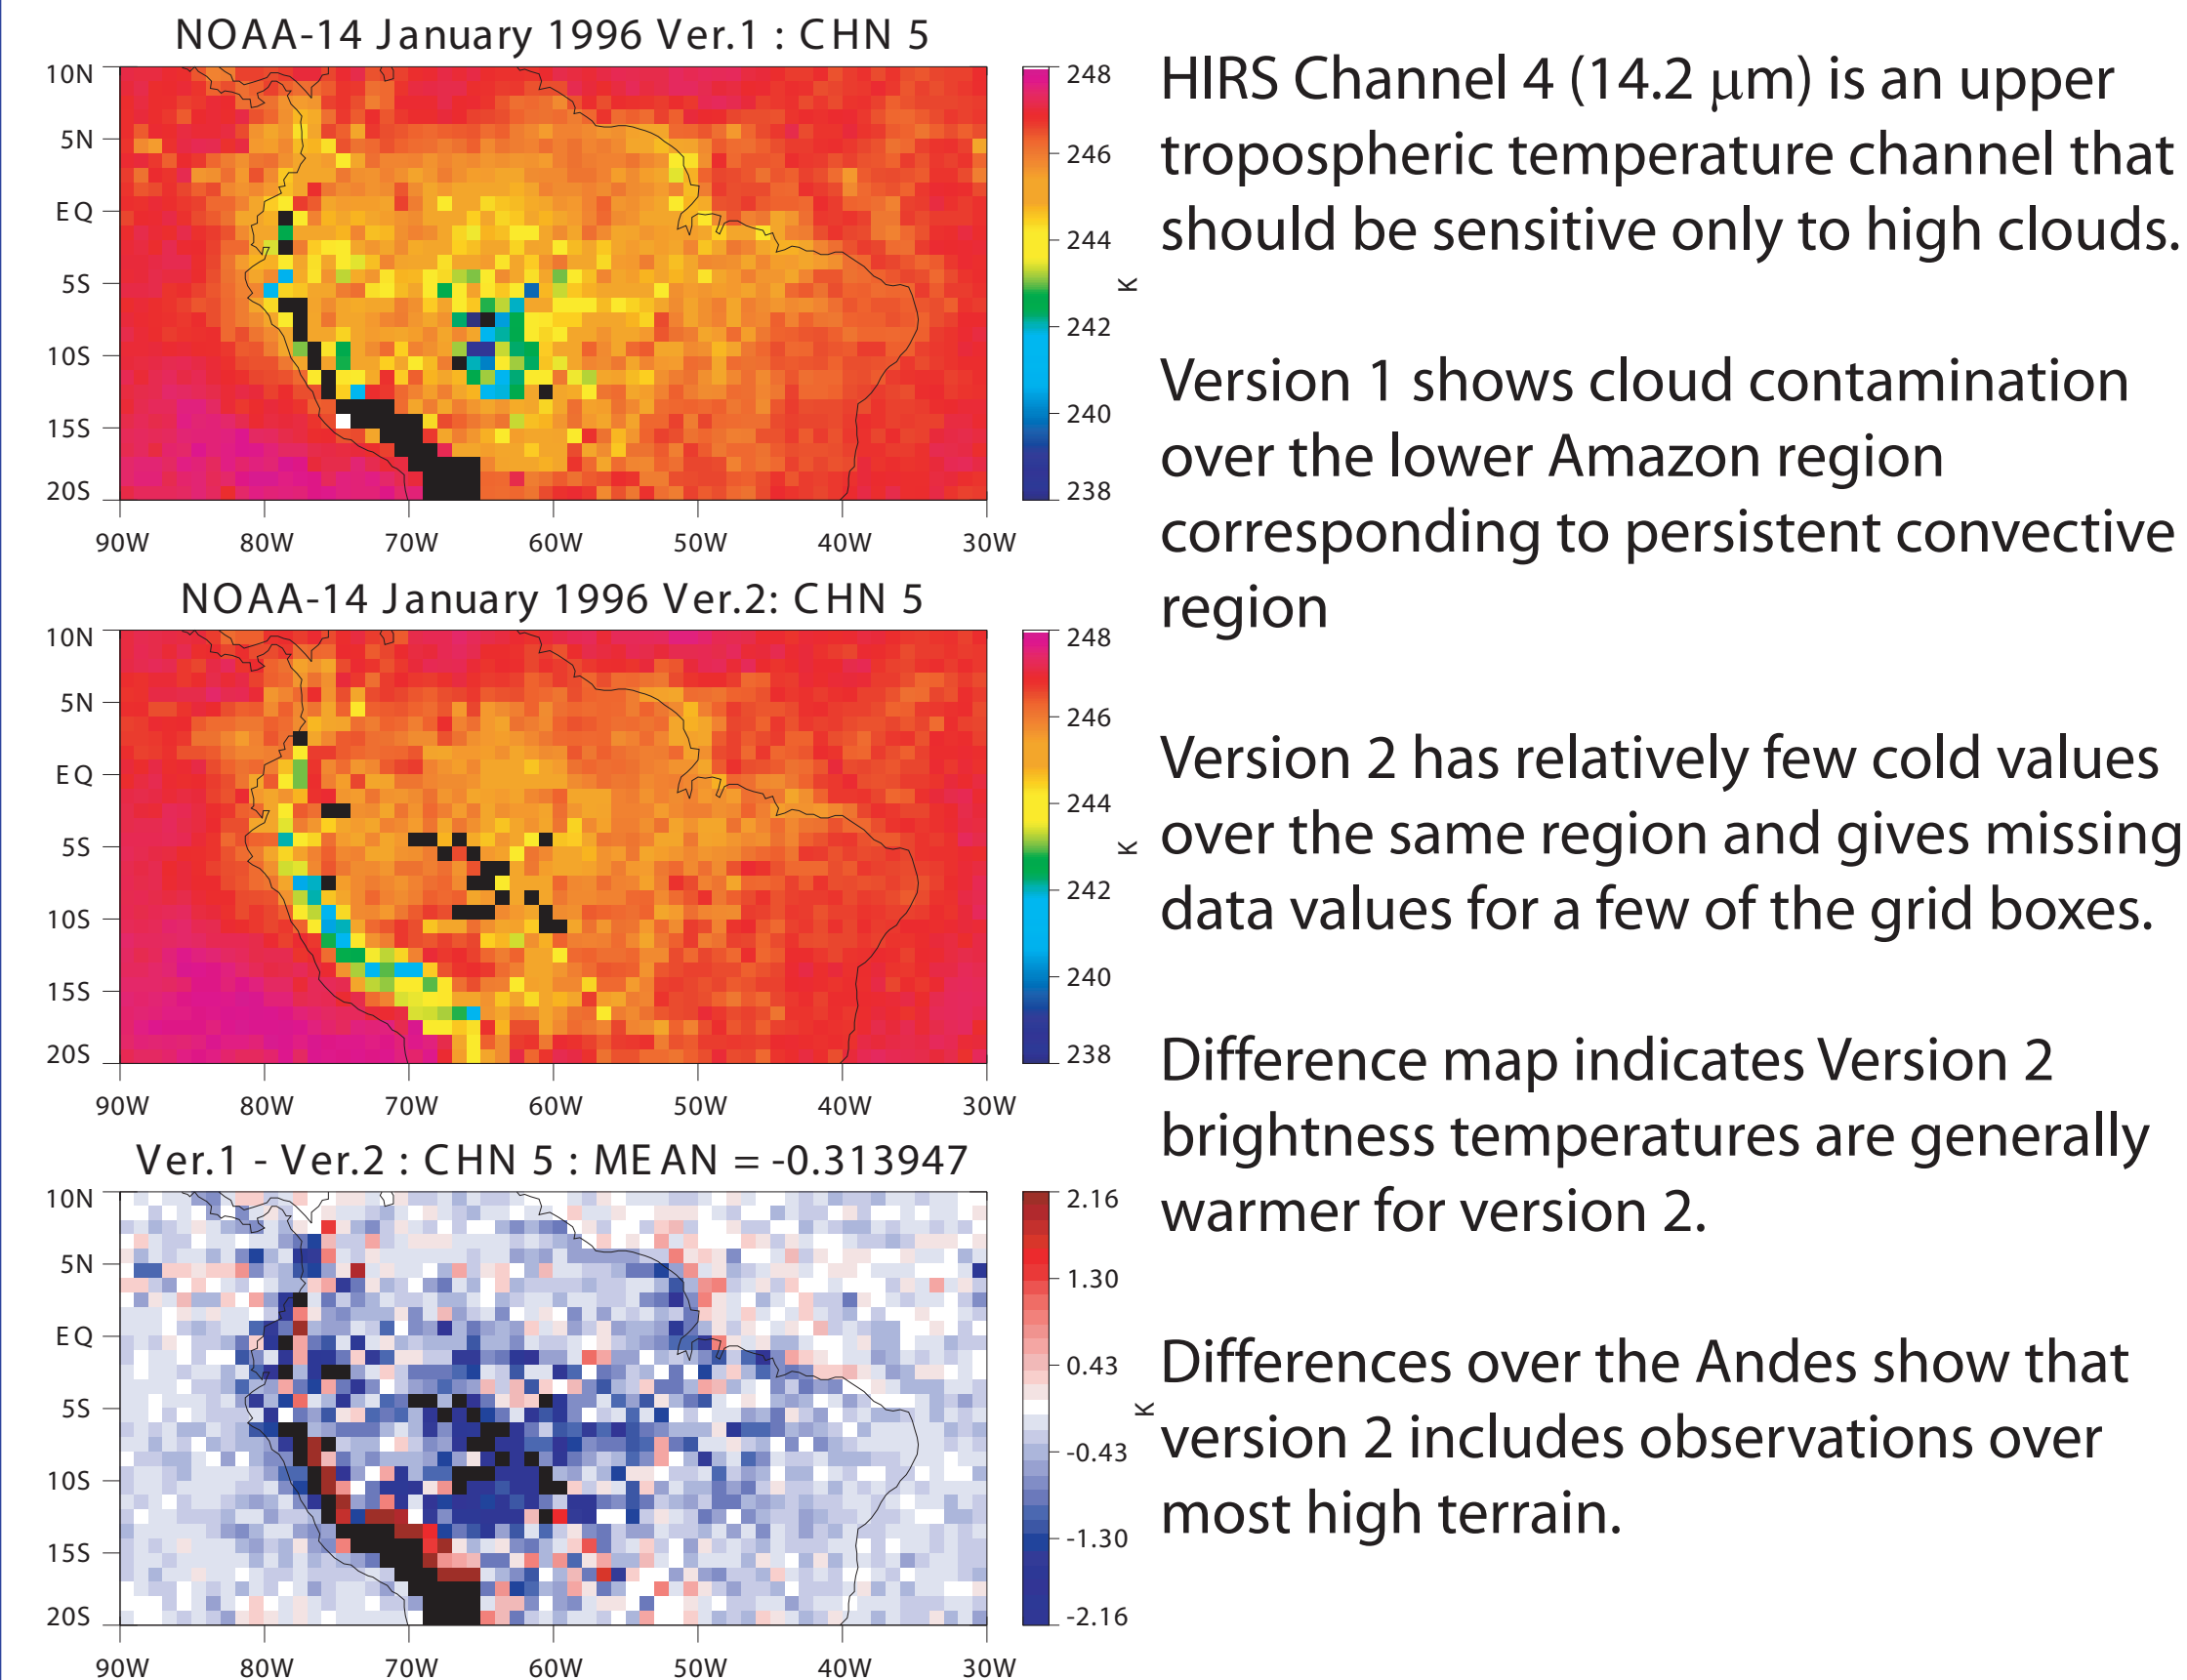 NOAA-14 January 1996 Ver.1 : CHN 5
10N
5N
EQ
5S
10S
15S
20S
90W 80W 70W 60W 50W 40W 30W
248
246
244
242
240
238
K
NOAA-14 January 1996 Ver.2: CHN 5
10N
5N
EQ
5S
10S
15S
20S
90W 80W 70W 60W 50W 40W 30W
248
246
244
242
240
238
K
Ver.1 - Ver.2 : CHN 5 : MEAN = -0.313947
10N
5N
EQ
5S
10S
15S
20S
90W 80W 70W 60W 50W 40W 30W
2.16
1.30
0.43
-0.43
-1.30
-2.16
K
HIRS Channel 4 (14.2 μm) is an upper
tropospheric temperature channel that
should be sensitive only to high clouds.
Version 1 shows cloud contamination
over the lower Amazon region
corresponding to persistent convective
region
Version 2 has relatively few cold values
over the same region and gives missing
data values for a few of the grid boxes.
Difference map indicates Version 2
brightness temperatures are generally
warmer for version 2.
Differences over the Andes show that
version 2 includes observations over
most high terrain.